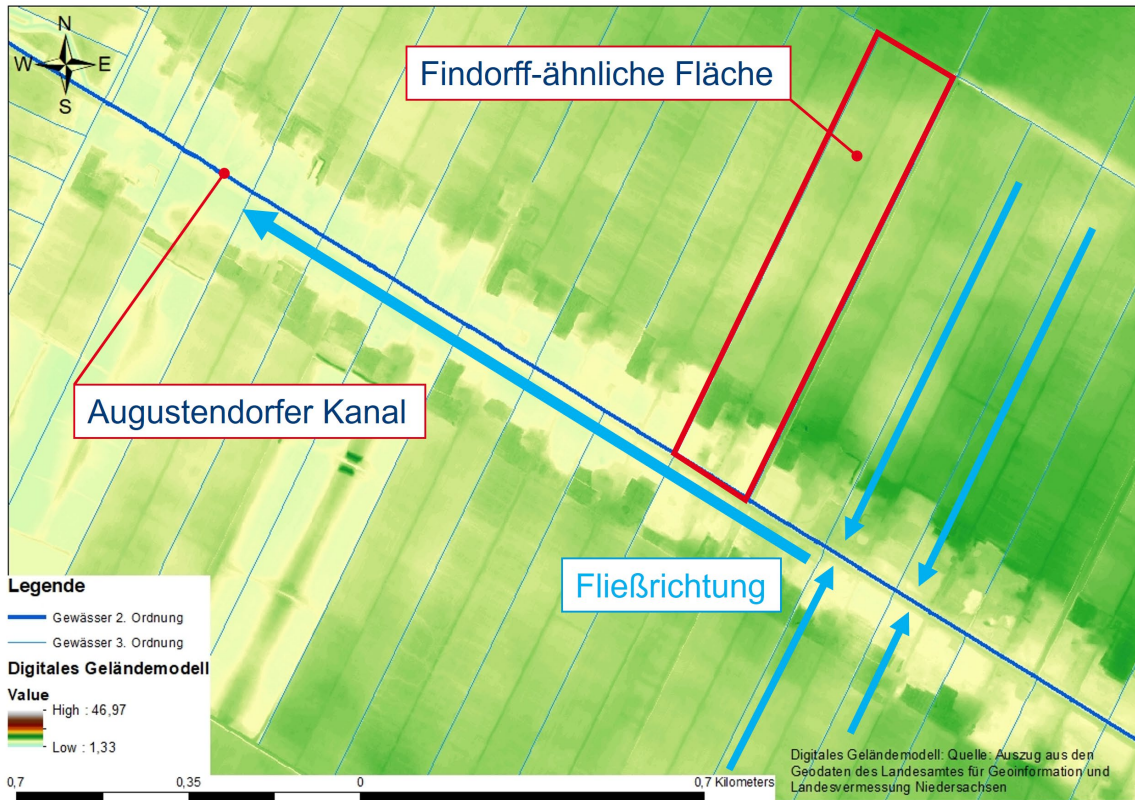 N
W E
S
Findorff-ähnliche Fläche
Augustendorfer Kanal
Fließrichtung
Legende
Gewässer 2. Ordnung
Gewässer 3. Ordnung
Digitales Geländemodell
Value
High : 46,97
Low : 1,33
0,7 0,35 0 0,7 Kilometers
Digitales Geländemodell: Quelle: Auszug aus den
Geodaten des Landesamtes für Geoinformation und
Landesvermessung Niedersachsen